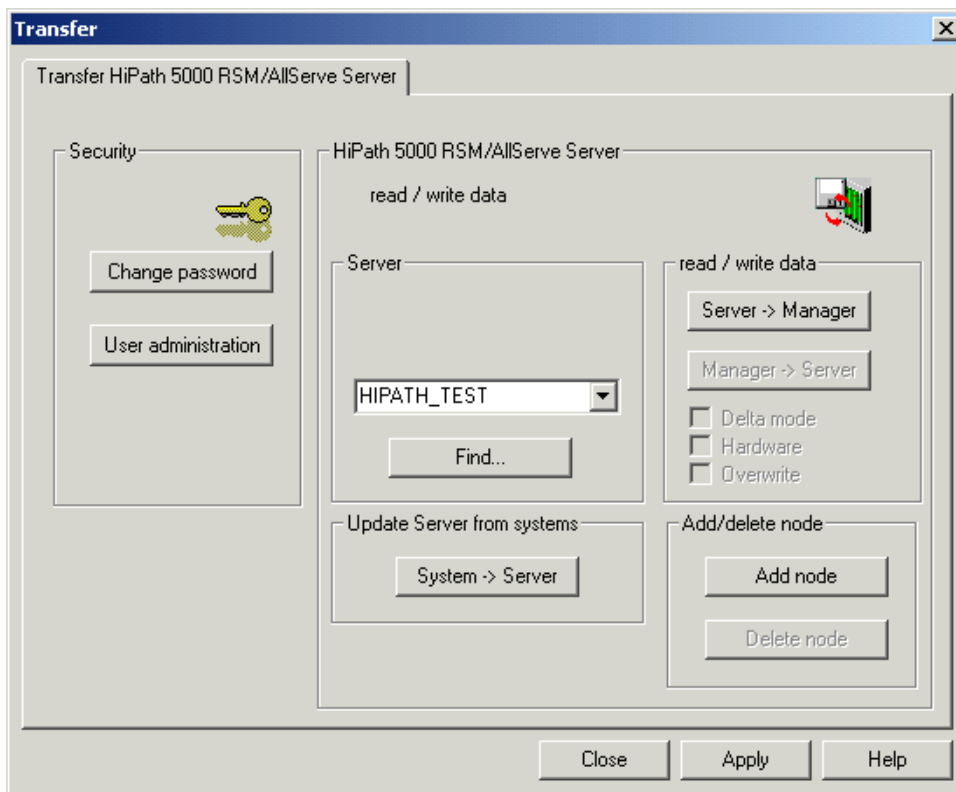 Transfer
Transfer HiPath 5000 RSM/AllServe Server
Security
Change password
User administration
HiPath 5000 RSM/AllServe Server
read / write data
Server
HIPATH_TEST
Find...
read / write data
Server -> Manager
Manager -> Server
Delta mode
Hardware
Overwrite
Update Server from systems
System -> Server
Add/delete node
Add node
Delete node
Close
Apply
Help